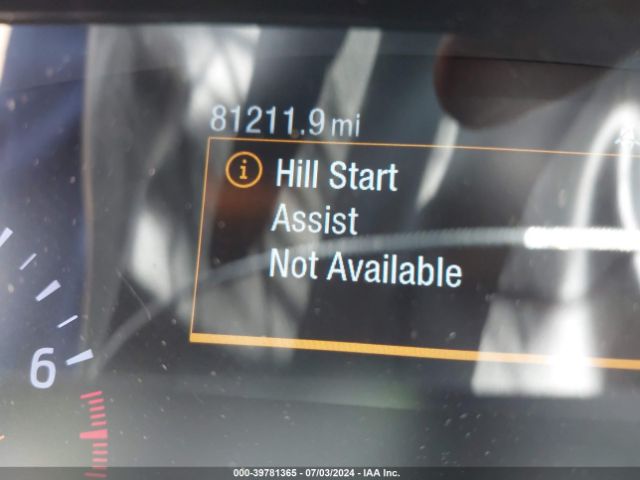 81211.9 mi
i
Hill Start
Assist
Not Available
6
000-39781365 - 07/03/2024 - IAA Inc.